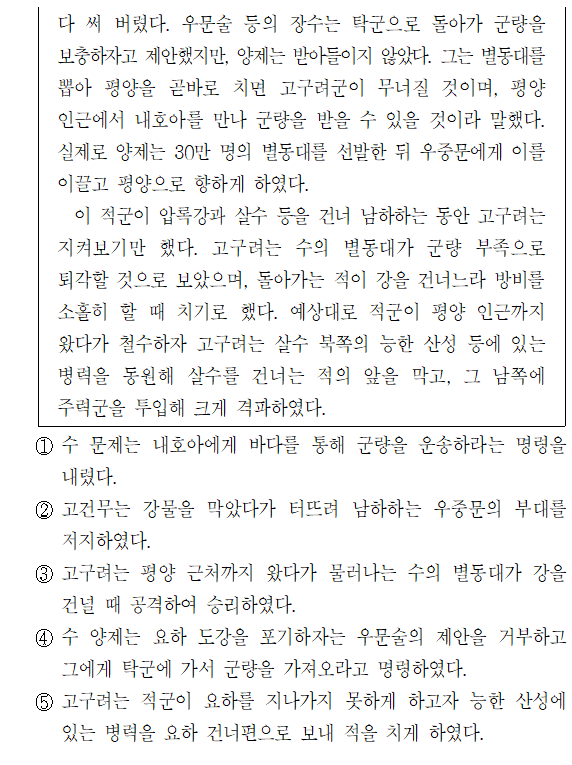 다 써 버렸다. 우문술 등의 장수는 탁군으로 돌아가 군량을
보충하자고 제안했지만, 양제는 받아들이지 않았다. 그는 별동대를
뽑아 평양을 곧바로 치면 고구려군이 무너질 것이며, 평양
인근에서 내호아를 만나 군량을 받을 수 있을 것이라 말했다.
실제로 양제는 30만 명의 별동대를 선발한 뒤 우중문에게 이를
이끌고 평양으로 향하게 하였다.
이 적군이 압록강과 살수 등을 건너 남하하는 동안 고구려는
지켜보기만 했다. 고구려는 수의 별동대가 군량 부족으로
퇴각할 것으로 보았으며, 돌아가는 적이 강을 건너느라 방비를
소홀히 할 때 치기로 했다. 예상대로 적군이 평양 인근까지
왔다가 철수하자 고구려는 살수 북쪽의 능한 산성 등에 있는
병력을 동원해 살수를 건너는 적의 앞을 막고, 그 남쪽에
주력군을 투입해 크게 격파하였다.
① 수 문제는 내호아에게 바다를 통해 군량을 운송하라는 명령을
내렸다.
② 고건무는 강물을 막았다가 터뜨려 남하하는 우중문의 부대를
저지하였다.
③ 고구려는 평양 근처까지 왔다가 물러나는 수의 별동대가 강을
건널 때 공격하여 승리하였다.
④ 수 양제는 요하 도강을 포기하자는 우문술의 제안을 거부하고
그에게 탁군에 가서 군량을 가져오라고 명령하였다.
⑤ 고구려는 적군이 요하를 지나가지 못하게 하고자 능한 산성에
있는 병력을 요하 건너편으로 보내 적을 치게 하였다.